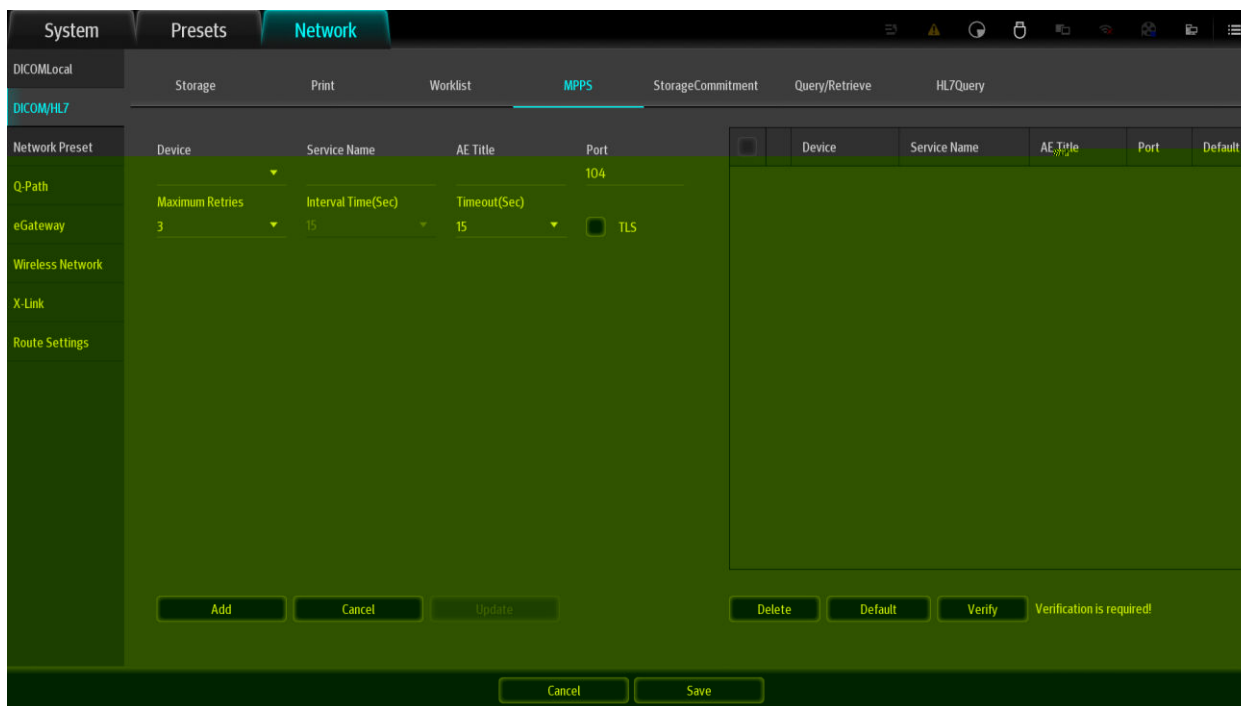 System Presets Network
DICOMLocal
DICOM/HL7
Network Preset
Q-Path
eGateway
Wireless Network
X-Link
Route Settings
Storage Print Worklist MPPS StorageCommitment Query/Retrieve HL7Query
Device Service Name AE Title Port
104
Maximum Retries Interval Time(Sec) Timeout(Sec)
3 15 15 TLS
Add Cancel Update
Device Service Name AE Title Port Default
Delete Default Verify Verification is required!
Cancel Save